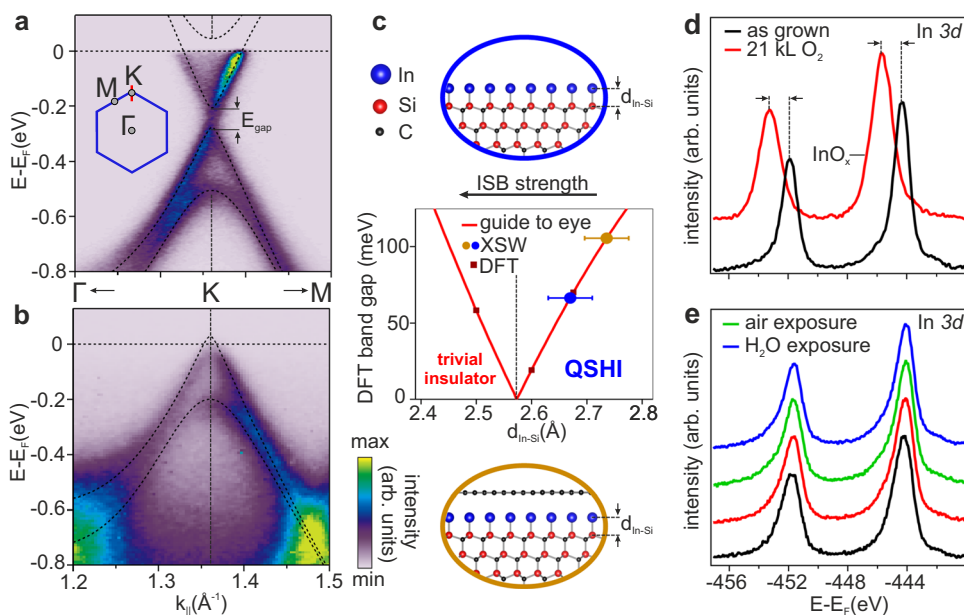 a
E-E_F(eV)
0
-0.2
-0.4
-0.6
-0.8
M
K
Γ
E_gap
Γ
K
M
b
E-E_F(eV)
0
-0.2
-0.4
-0.6
-0.8
1.2
1.3
1.4
1.5
k_||(Å⁻¹)
max
intensity
(arb. units)
min
c
In
Si
C
d_In-Si
ISB strength
DFT band gap (meV)
100
50
0
guide to eye
XSW
DFT
trivial
insulator
QSHI
2.4
2.5
2.6
2.7
2.8
d_In-Si(Å)
d_In-Si
d
intensity (arb. units)
as grown
21 kL O₂
In 3d
InOₓ
e
intensity (arb. units)
air exposure
H₂O exposure
In 3d
-456
-452
-448
-444
E-E_F(eV)